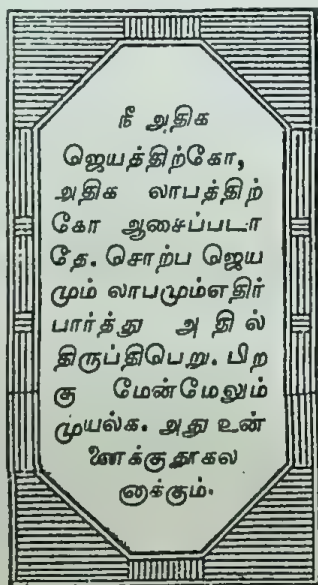 நீ அதிக
ஜெயத்திற்கோ,
அதிக லாபத்திற்
கோ ஆசைப்படா
தே. சொற்ப ஜெய
மும் லாபமும்எதிர்
பார்த்து அதில்
திருப்திபெறு. பிற
கு மேன்மேலும்
முயல்க. அது உன்
னைக்குதூகல
னாக்கும்.